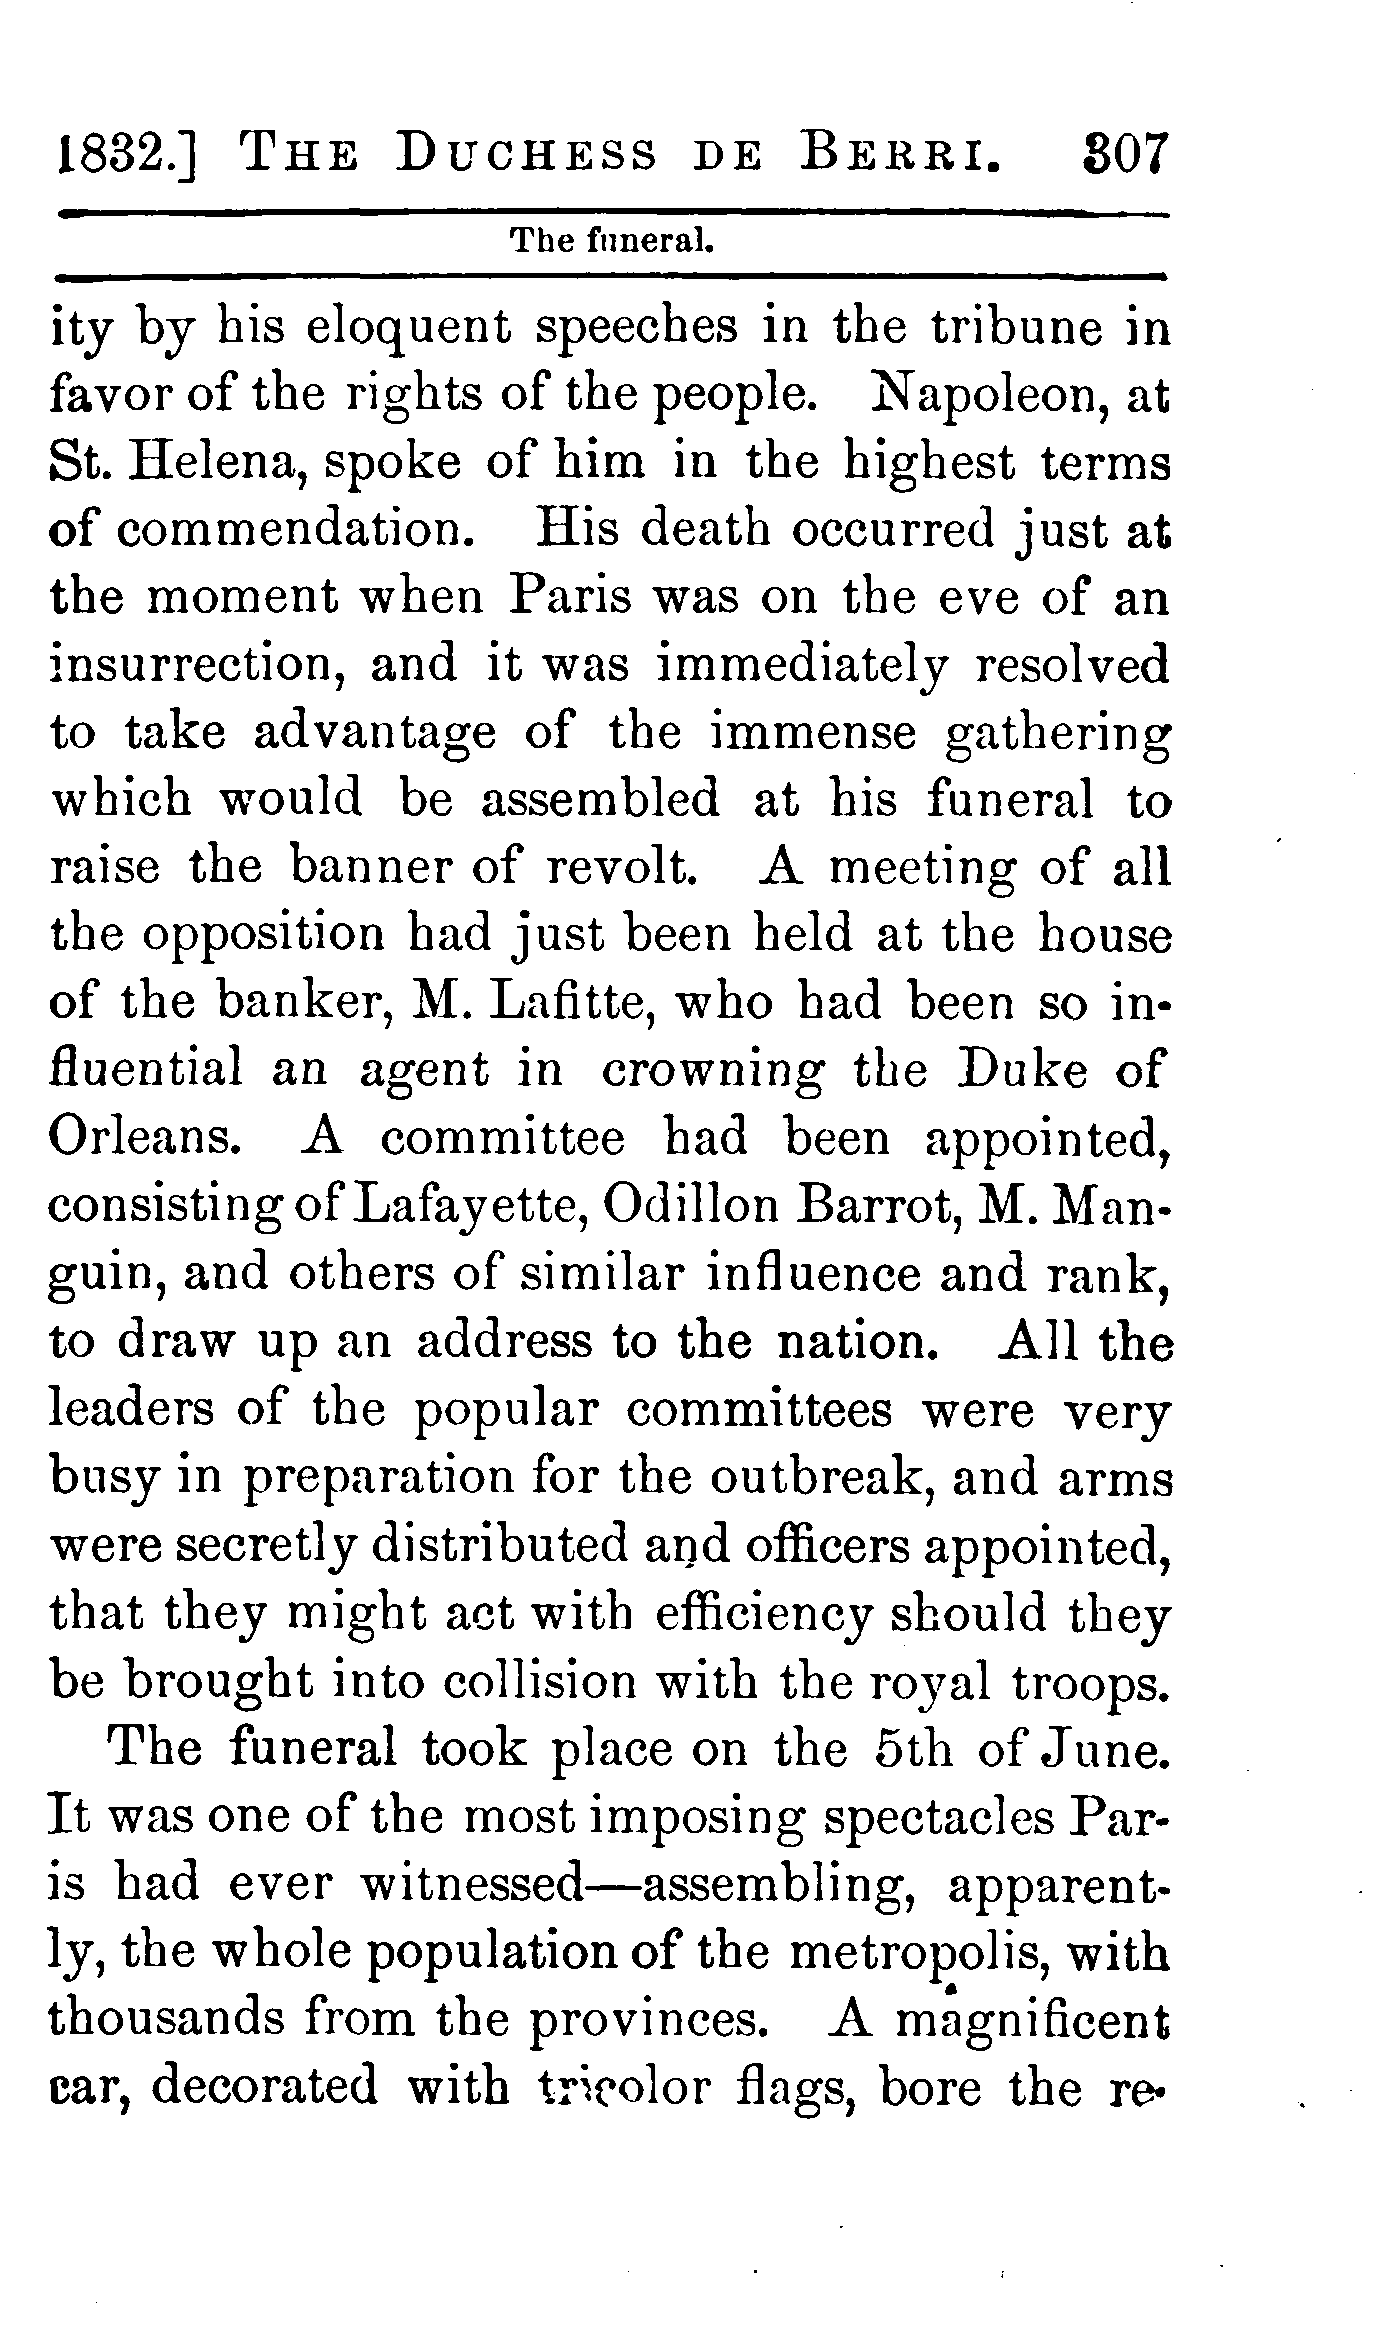 1832.] THE DUCHESS DE BERRI. 307
The funeral.
ity by his eloquent speeches in the tribune in
favor of the rights of the people. Napoleon, at
St. Helena, spoke of him in the highest terms
of commendation. His death occurred just at
the moment when Paris was on the eve of an
insurrection, and it was immediately resolved
to take advantage of the immense gathering
which would be assembled at his funeral to
raise the banner of revolt. A meeting of all
the opposition had just been held at the house
of the banker, M. Lafitte, who had been so in-
fluential an agent in crowning the Duke of
Orleans. A committee had been appointed,
consisting of Lafayette, Odillon Barrot, M. Man-
guin, and others of similar influence and rank,
to draw up an address to the nation. All the
leaders of the popular committees were very
busy in preparation for the outbreak, and arms
were secretly distributed and officers appointed,
that they might act with efficiency should they
be brought into collision with the royal troops.
The funeral took place on the 5th of June.
It was one of the most imposing spectacles Par-
is had ever witnessed—assembling, apparent-
ly, the whole population of the metropolis, with
thousands from the provinces. A magnificent
car, decorated with tricolor flags, bore the re-